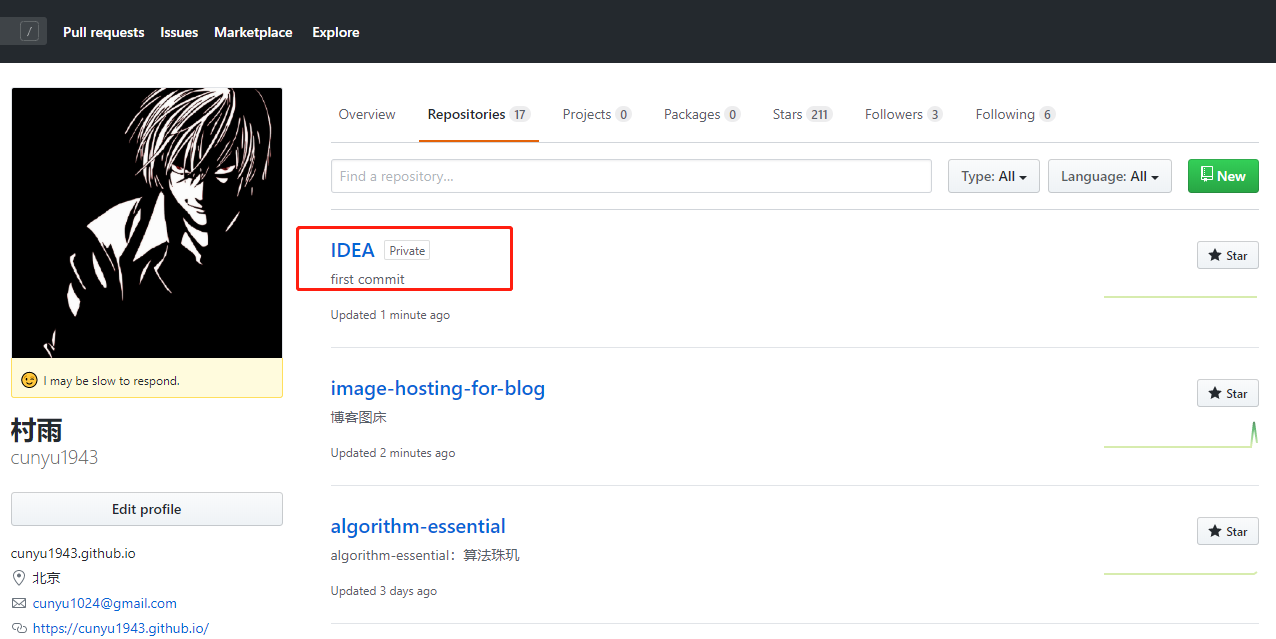 / Pull requests Issues Marketplace Explore
Overview Repositories 17 Projects 0 Packages 0 Stars 211 Followers 3 Following 6
Find a repository... Type: All Language: All New
IDEA Private Star
first commit
Updated 1 minute ago
image-hosting-for-blog Star
博客图床
Updated 2 minutes ago
algorithm-essential Star
algorithm-essential：算法珠玑
Updated 3 days ago
I may be slow to respond.
村雨
cunyu1943
Edit profile
cunyu1943.github.io
北京
cunyu1024@gmail.com
https://cunyu1943.github.io/